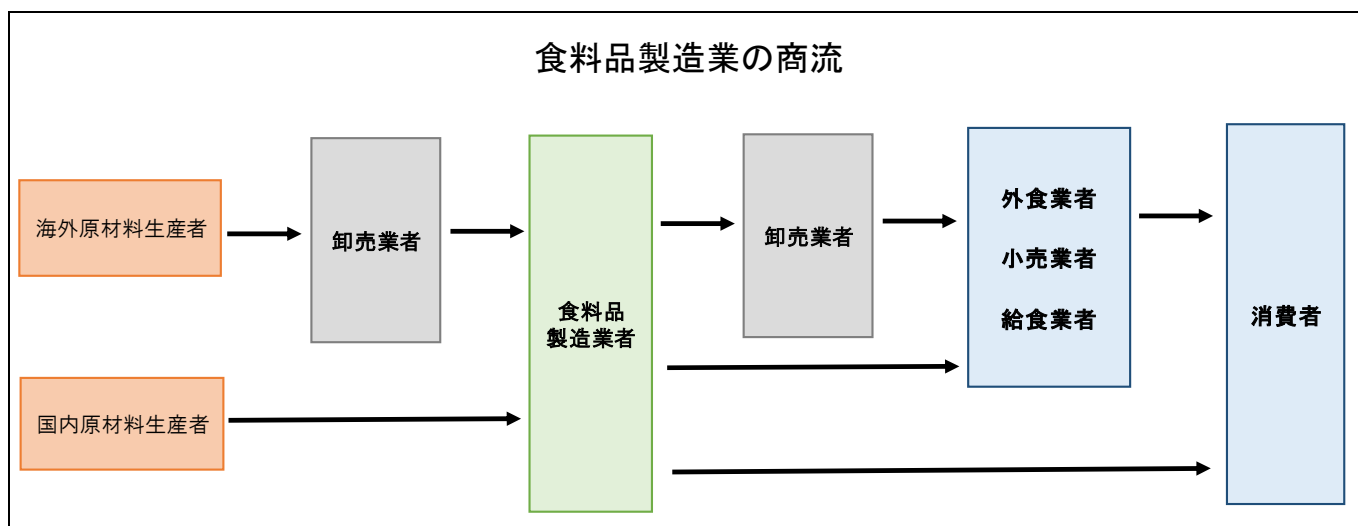 食料品製造業の商流
海外原材料生産者
国内原材料生産者
卸売業者
食料品
製造業者
卸売業者
外食業者
小売業者
給食業者
消費者